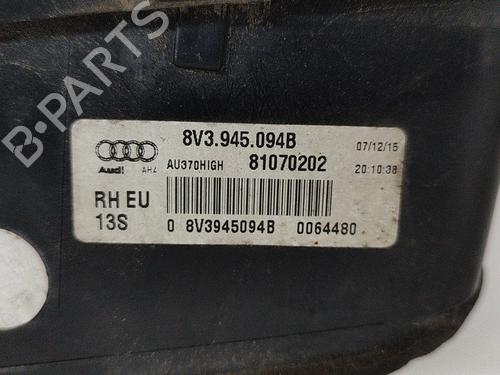 B-PARTS
8V3.945.094B
07/12/15
Audi
AH4
AU370HIGH
81070202
20:10:38
RH EU
13S
0 8V3945094B 0064480